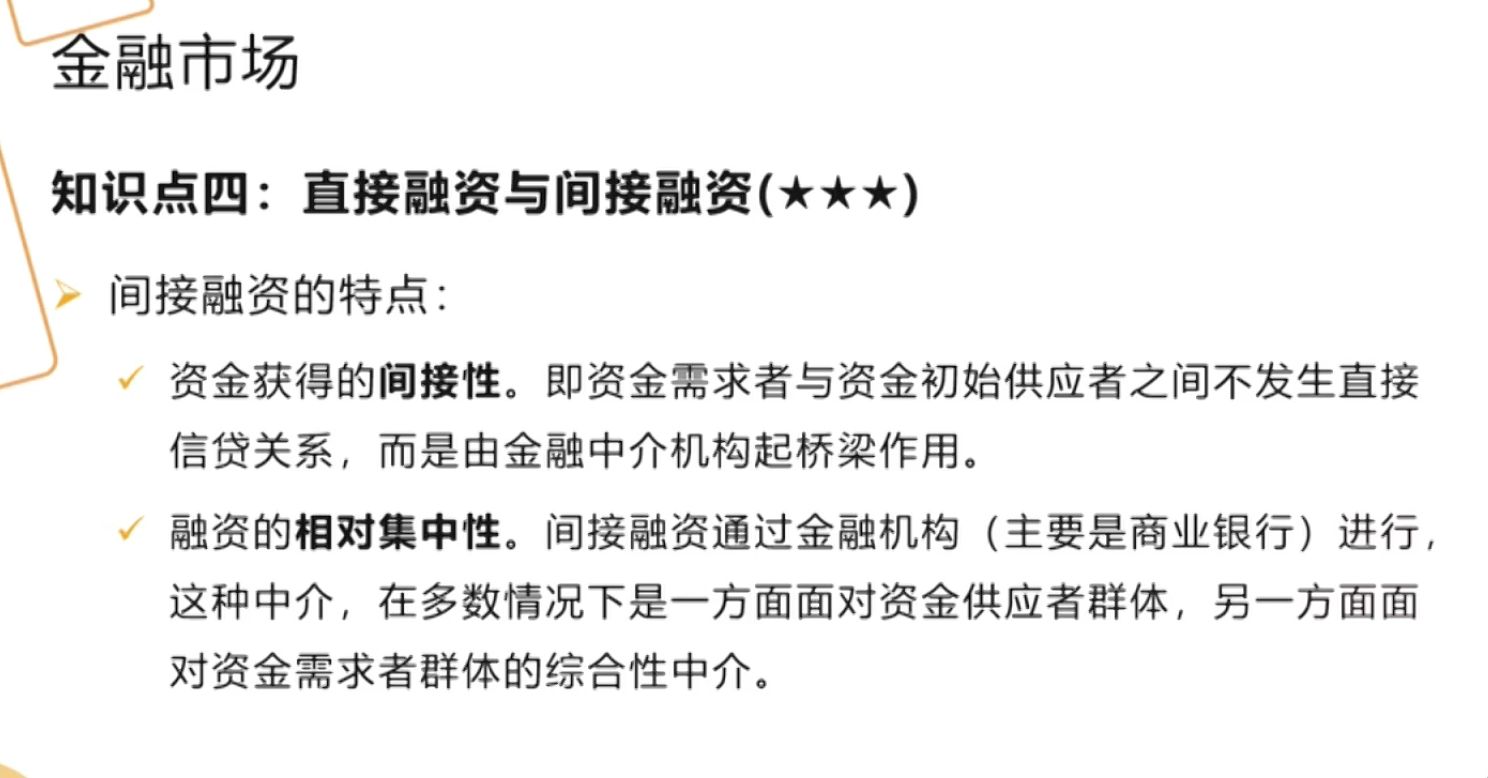 金融市场
知识点四：直接融资与间接融资(★★★)
间接融资的特点：
资金获得的间接性。即资金需求者与资金初始供应者之间不发生直接
信贷关系，而是由金融中介机构起桥梁作用。
融资的相对集中性。间接融资通过金融机构（主要是商业银行）进行，
这种中介，在多数情况下是一方面面对资金供应者群体，另一方面面
对资金需求者群体的综合性中介。